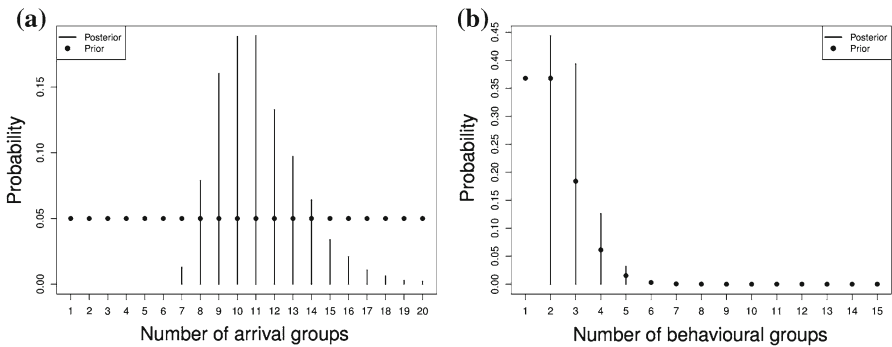 (a)
Posterior
Prior
Probability
0.15
0.10
0.05
0.00
1 2 3 4 5 6 7 8 9 10 11 12 13 14 15 16 17 18 19 20
Number of arrival groups
(b)
Posterior
Prior
Probability
0.45
0.40
0.35
0.30
0.25
0.20
0.15
0.10
0.05
0.00
1 2 3 4 5 6 7 8 9 10 11 12 13 14 15
Number of behavioural groups